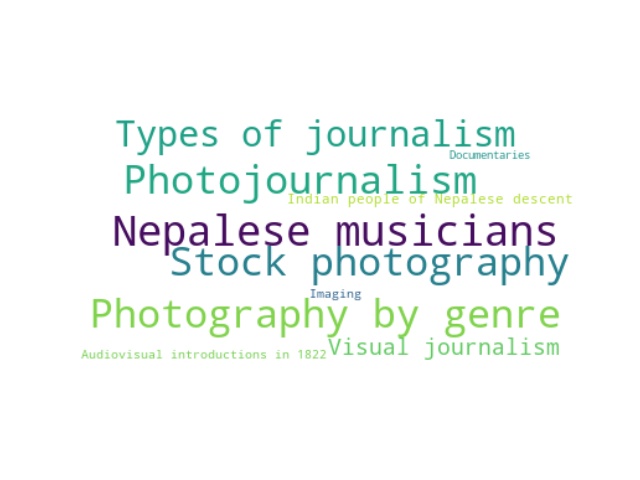 Types of journalism
Documentaries
Photojournalism
Indian people of Nepalese descent
Nepalese musicians
Stock photography
Imaging
Photography by genre
Visual journalism
Audiovisual introductions in 1822